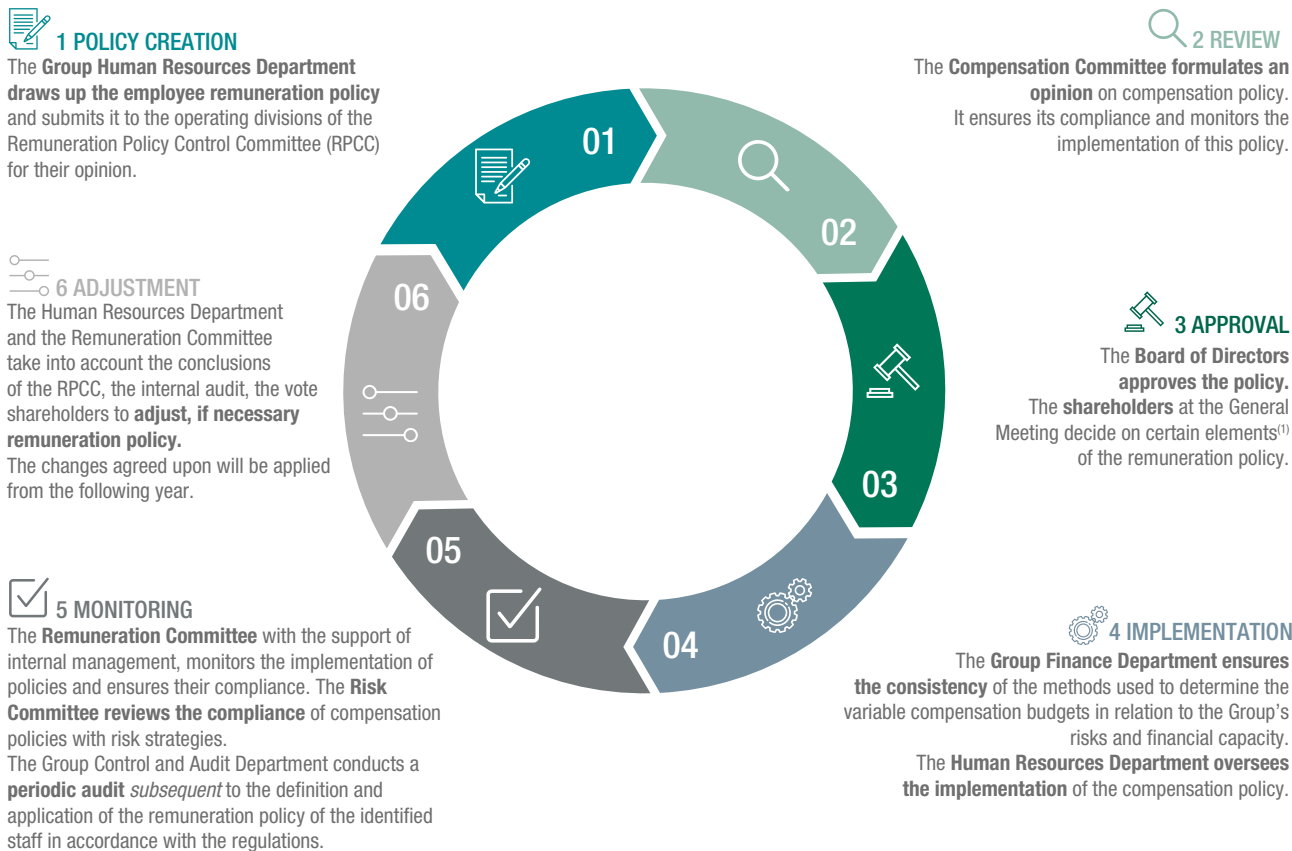 1 POLICY CREATION
The Group Human Resources Department
draws up the employee remuneration policy
and submits it to the operating divisions of the
Remuneration Policy Control Committee (RPCC)
for their opinion.
2 REVIEW
The Compensation Committee formulates an
opinion on compensation policy.
It ensures its compliance and monitors the
implementation of this policy.
3 APPROVAL
The Board of Directors
approves the policy.
The shareholders at the General
Meeting decide on certain elements(1)
of the remuneration policy.
4 IMPLEMENTATION
The Group Finance Department ensures
the consistency of the methods used to determine the
variable compensation budgets in relation to the Group's
risks and financial capacity.
The Human Resources Department oversees
the implementation of the compensation policy.
5 MONITORING
The Remuneration Committee with the support of
internal management, monitors the implementation of
policies and ensures their compliance. The Risk
Committee reviews the compliance of compensation
policies with risk strategies.
The Group Control and Audit Department conducts a
periodic audit subsequent to the definition and
application of the remuneration policy of the identified
staff in accordance with the regulations.
6 ADJUSTMENT
The Human Resources Department
and the Remuneration Committee
take into account the conclusions
of the RPCC, the internal audit, the vote
shareholders to adjust, if necessary
remuneration policy.
The changes agreed upon will be applied
from the following year.
01
02
03
04
05
06